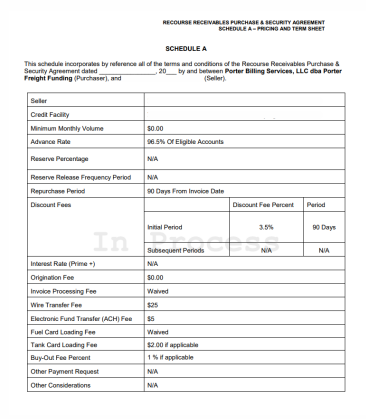 RECOURSE RECEIVABLES PURCHASE & SECURITY AGREEMENT
SCHEDULE A – PRICING AND TERM SHEET
SCHEDULE A
This schedule incorporates by reference all of the terms and conditions of the Recourse Receivables Purchase &
Security Agreement dated _______________, 20___ by and between Porter Billing Services, LLC dba Porter
Freight Funding (Purchaser), and (Seller).
Seller
Credit Facility
Minimum Monthly Volume $0.00
Advance Rate 96.5% Of Eligible Accounts
Reserve Percentage N/A
Reserve Release Frequency Period N/A
Repurchase Period 90 Days From Invoice Date
Discount Fees Discount Fee Percent Period
Initial Period 3.5% 90 Days
In Process
Subsequent Periods N/A N/A
Interest Rate (Prime +) N/A
Origination Fee $0.00
Invoice Processing Fee Waived
Wire Transfer Fee $25
Electronic Fund Transfer (ACH) Fee $5
Fuel Card Loading Fee Waived
Tank Card Loading Fee $2.00 if applicable
Buy-Out Fee Percent 1 % if applicable
Other Payment Request N/A
Other Considerations N/A